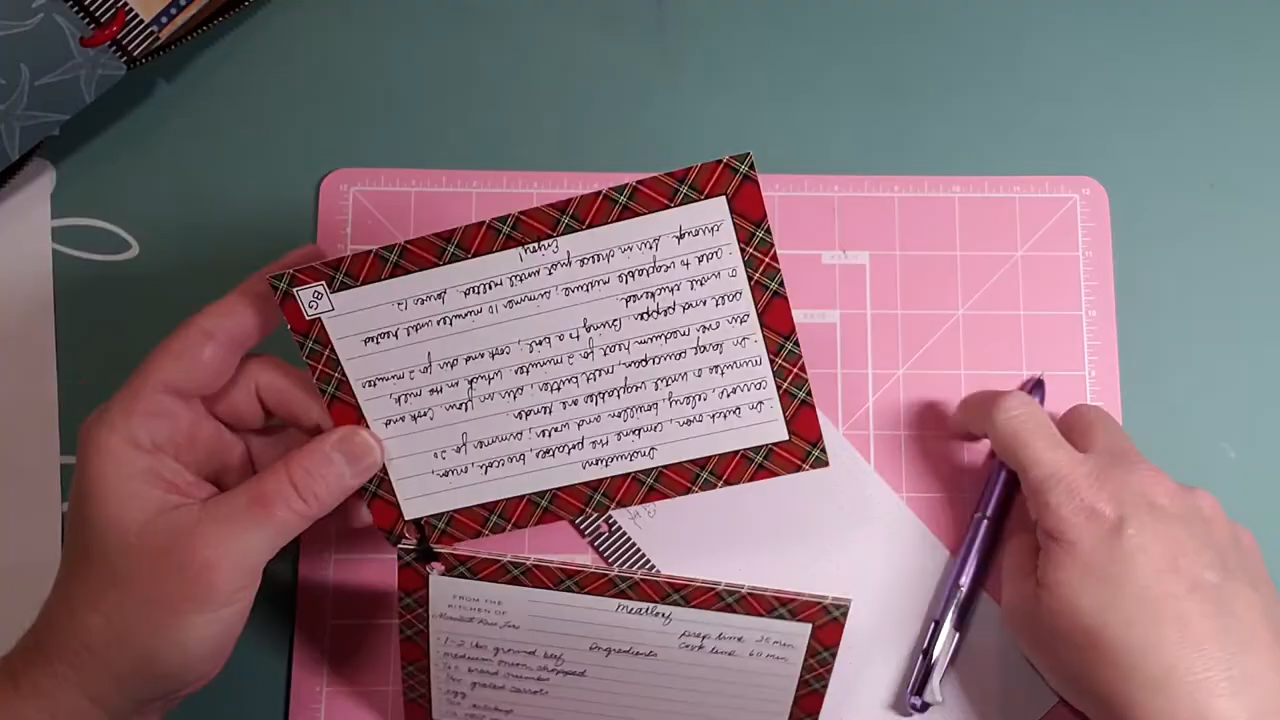 Instructions
· In dutch oven, combine the potatoes, broccoli, onion,
carrots, celery, bouillon and water; simmer for 20
minutes or until vegetables are tender.
· In large saucepan, melt butter, stir in flour. Cook and
stir over medium heat for 2 minutes. Whisk in the milk,
salt and pepper. Bring to a boil; cook and stir for 2 minutes
or until thickened
add to vegetable mixture, simmer 10 minutes until heated
through. Stir in cheese just until melted. Serves 12.
Enjoy!
BG
FROM THE
KITCHEN OF
Meatloaf
prep time 25 min
cook time 60 min
Ingredients
· 1-2 lbs ground beef
· medium onion, chopped
bread crumbs
grated carrots
· egg
ketchup